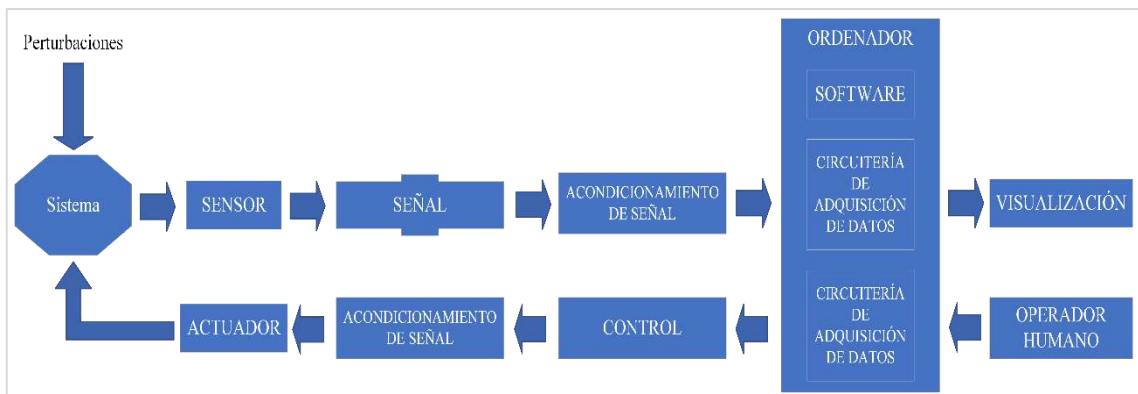 Perturbaciones
Sistema
SENSOR
SEÑAL
ACONDICIONAMIENTO
DE SEÑAL
ORDENADOR
SOFTWARE
CIRCUITERÍA
DE
ADQUISICIÓN
DE DATOS
VISUALIZACIÓN
ACTUADOR
ACONDICIONAMIENTO
DE SEÑAL
CONTROL
CIRCUITERÍA
DE
ADQUISICIÓN
DE DATOS
OPERADOR
HUMANO